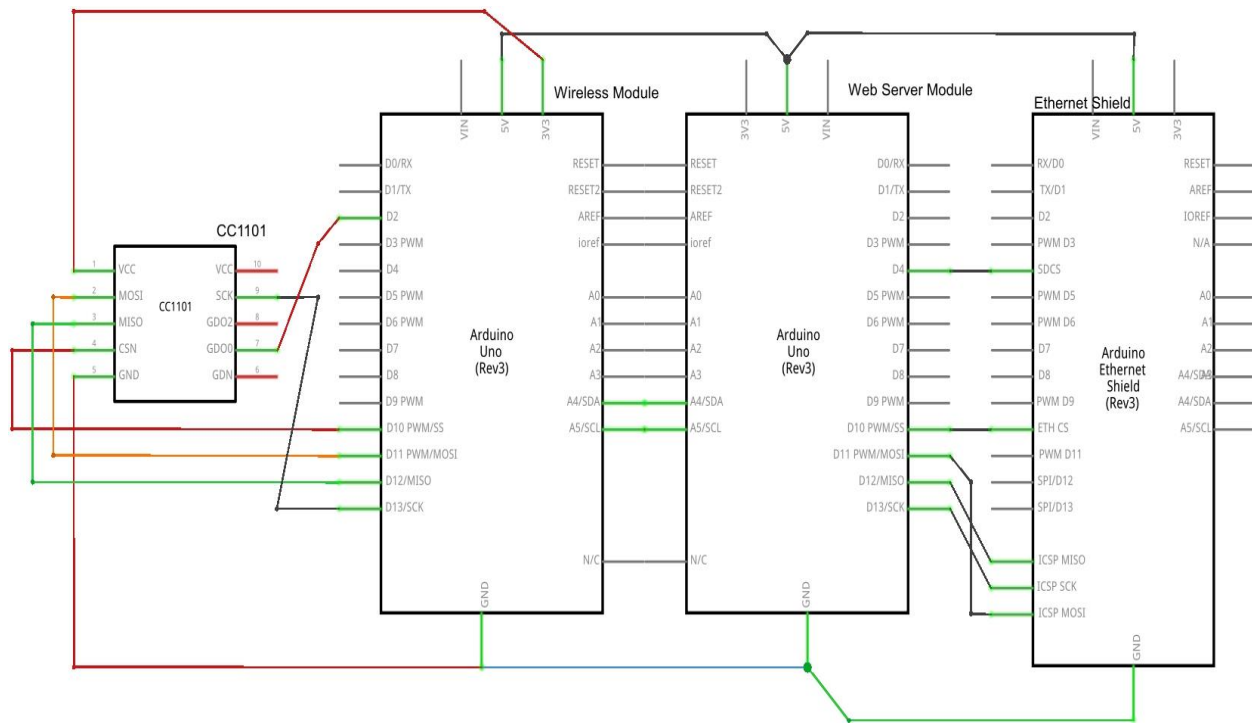 Wireless Module
Web Server Module
Ethernet Shield
CC1101
1 VCC
2 MOSI
3 MISO
4 CSN
5 GND
CC1101
VCC 10
SCK 9
GDO2 8
GDO0 7
GDN 6
VIN
5V
3V3
D0/RX
D1/TX
D2
D3 PWM
D4
D5 PWM
D6 PWM
D7
D8
D9 PWM
D10 PWM/SS
D11 PWM/MOSI
D12/MISO
D13/SCK
Arduino
Uno
(Rev3)
RESET
RESET2
AREF
ioref
A0
A1
A2
A3
A4/SDA
A5/SCL
N/C
GND
3V3
5V
VIN
RESET
RESET2
AREF
ioref
A0
A1
A2
A3
A4/SDA
A5/SCL
N/C
Arduino
Uno
(Rev3)
D0/RX
D1/TX
D2
D3 PWM
D4
D5 PWM
D6 PWM
D7
D8
D9 PWM
D10 PWM/SS
D11 PWM/MOSI
D12/MISO
D13/SCK
GND
VIN
5V
3V3
RX/D0
TX/D1
D2
PWM D3
SDCS
PWM D5
PWM D6
D7
D8
PWM D9
ETH CS
PWM D11
SPI/D12
SPI/D13
ICSP MISO
ICSP SCK
ICSP MOSI
Arduino
Ethernet
Shield
(Rev3)
RESET
AREF
IOREF
N/A
A0
A1
A2
A4/SDA
A5/SCL
GND